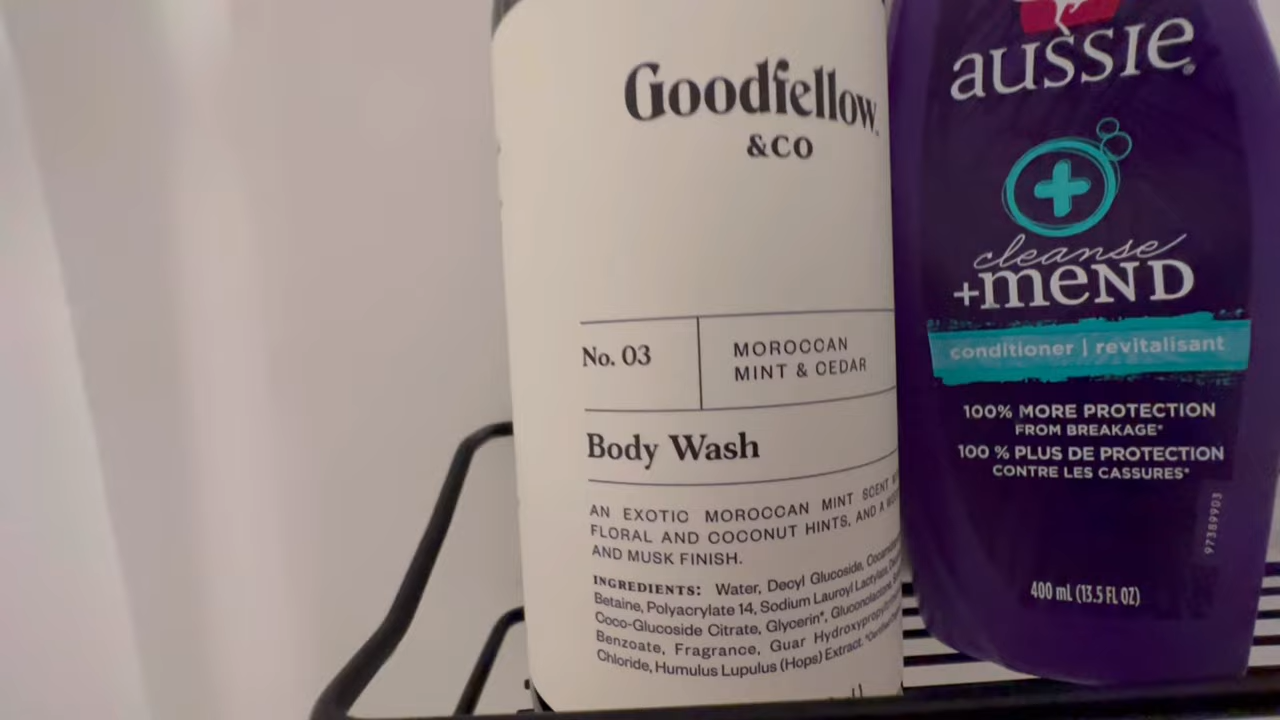 Goodfellow
&CO
No. 03
MOROCCAN
MINT & CEDAR
Body Wash
AN EXOTIC MOROCCAN MINT SCENT
FLORAL AND COCONUT HINTS, AND A
AND MUSK FINISH.
INGREDIENTS: Water, Decyl Glucoside,
Betaine, Polyacrylate 14, Sodium Lauroyl Lactylate,
Coco-Glucoside Citrate, Glycerin*,
Benzoate, Fragrance, Guar
Chloride, Humulus Lupulus (Hops) Extract.
aussie
cleanse
+meND
conditioner | revitalisant
100% MORE PROTECTION
FROM BREAKAGE*
100 % PLUS DE PROTECTION
CONTRE LES CASSURES*
97389903
400 mL (13.5 FL OZ)